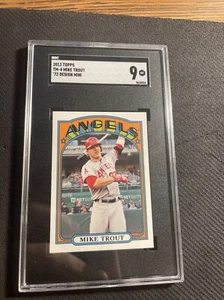 2013 TOPPS
TM-4 MIKE TROUT
'72 DESIGN MINI
9
ANGELS
MIKE TROUT